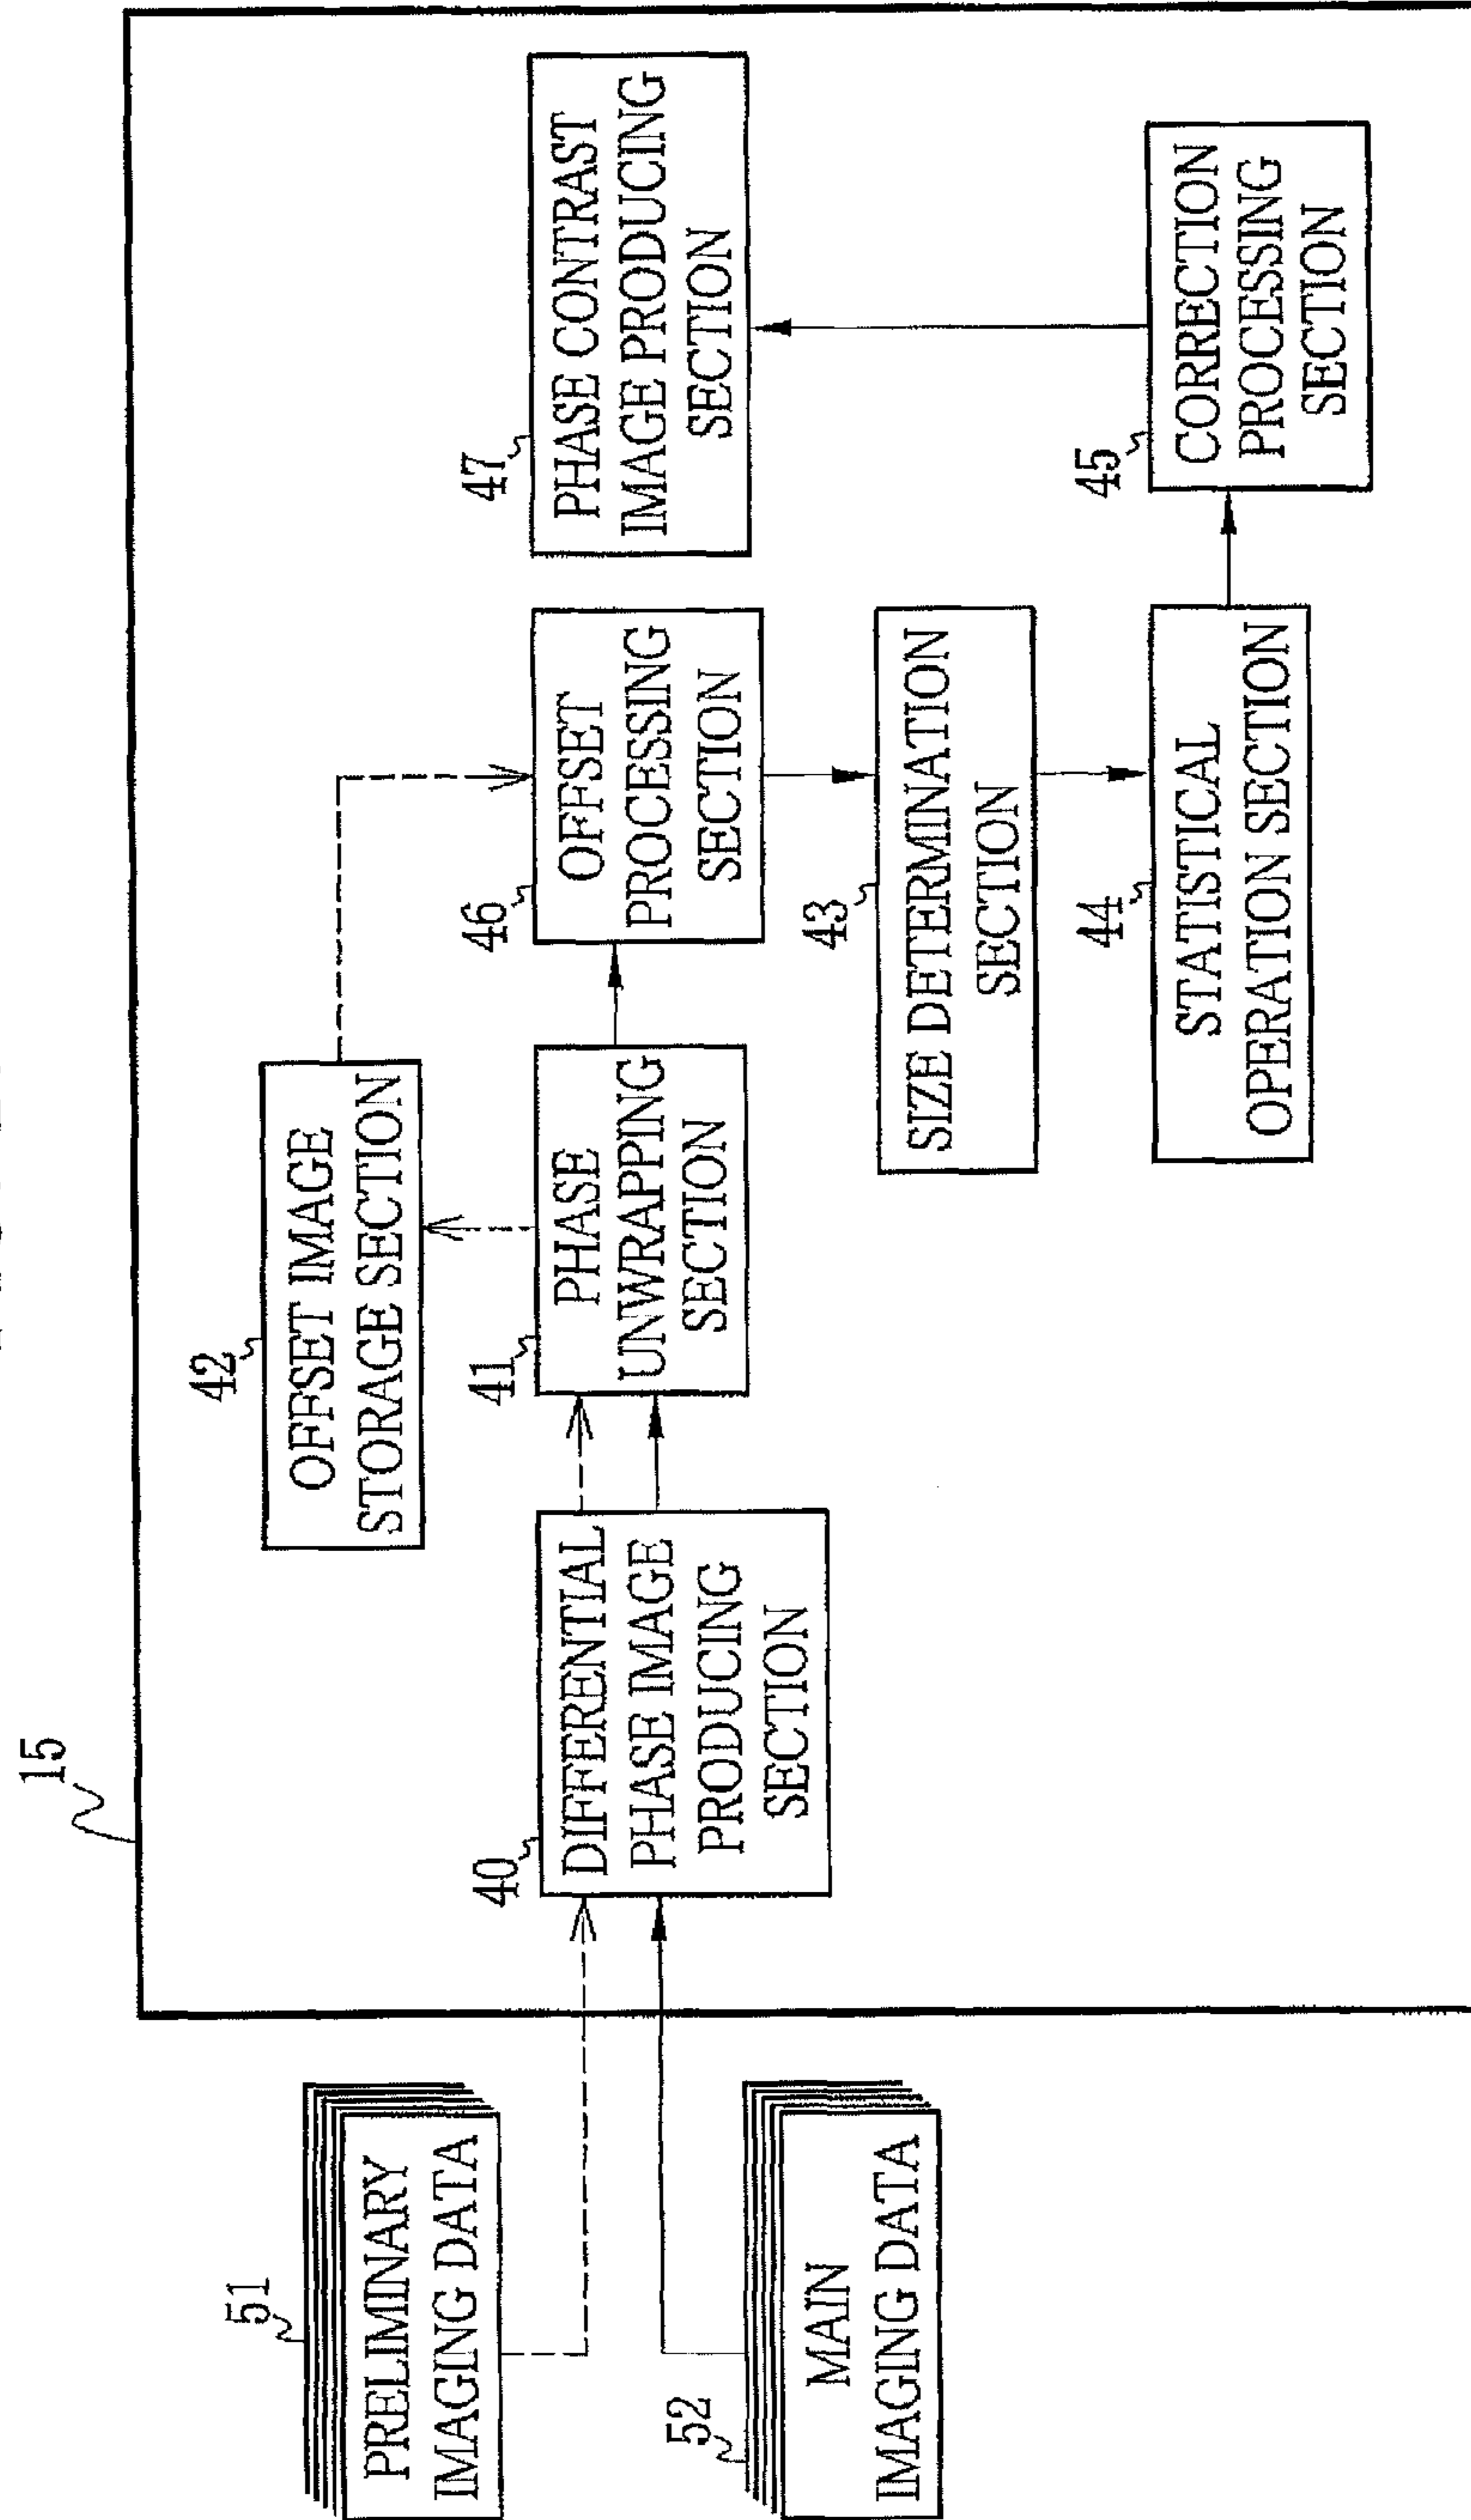 15
51
PRELIMINARY
IMAGING DATA
52
MAIN
IMAGING DATA
40
DIFFERENTIAL
PHASE IMAGE
PRODUCING
SECTION
42
OFFSET IMAGE
STORAGE SECTION
41
PHASE
UNWRAPPING
SECTION
46
OFFSET
PROCESSING
SECTION
43
SIZE DETERMINATION
SECTION
44
STATISTICAL
OPERATION SECTION
47
PHASE CONTRAST
IMAGE PRODUCING
SECTION
45
CORRECTION
PROCESSING
SECTION